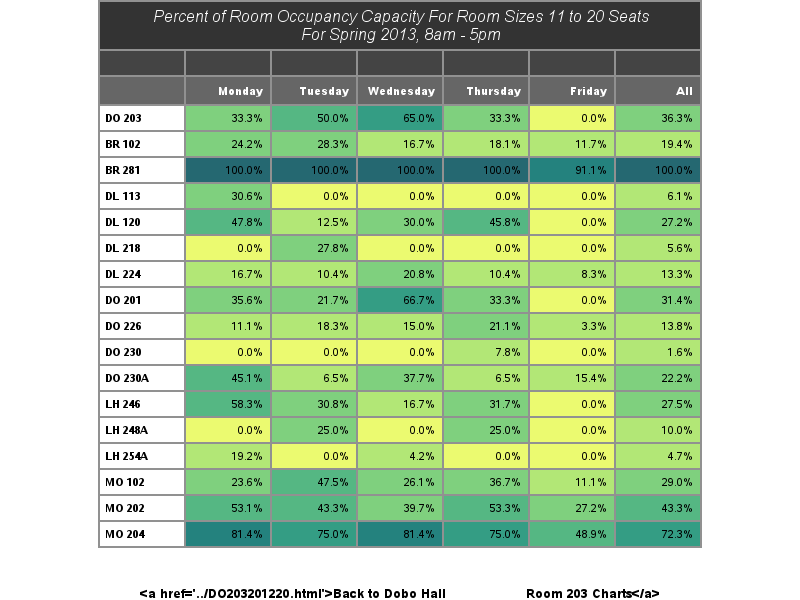 Percent of Room Occupancy Capacity For Room Sizes 11 to 20 Seats
For Spring 2013, 8am - 5pm
Monday Tuesday Wednesday Thursday Friday All
DO 203 33.3% 50.0% 65.0% 33.3% 0.0% 36.3%
BR 102 24.2% 28.3% 16.7% 18.1% 11.7% 19.4%
BR 281 100.0% 100.0% 100.0% 100.0% 91.1% 100.0%
DL 113 30.6% 0.0% 0.0% 0.0% 0.0% 6.1%
DL 120 47.8% 12.5% 30.0% 45.8% 0.0% 27.2%
DL 218 0.0% 27.8% 0.0% 0.0% 0.0% 5.6%
DL 224 16.7% 10.4% 20.8% 10.4% 8.3% 13.3%
DO 201 35.6% 21.7% 66.7% 33.3% 0.0% 31.4%
DO 226 11.1% 18.3% 15.0% 21.1% 3.3% 13.8%
DO 230 0.0% 0.0% 0.0% 7.8% 0.0% 1.6%
DO 230A 45.1% 6.5% 37.7% 6.5% 15.4% 22.2%
LH 246 58.3% 30.8% 16.7% 31.7% 0.0% 27.5%
LH 248A 0.0% 25.0% 0.0% 25.0% 0.0% 10.0%
LH 254A 19.2% 0.0% 4.2% 0.0% 0.0% 4.7%
MO 102 23.6% 47.5% 26.1% 36.7% 11.1% 29.0%
MO 202 53.1% 43.3% 39.7% 53.3% 27.2% 43.3%
MO 204 81.4% 75.0% 81.4% 75.0% 48.9% 72.3%
<a href='../DO203201220.html'>Back to Dobo Hall Room 203 Charts</a>